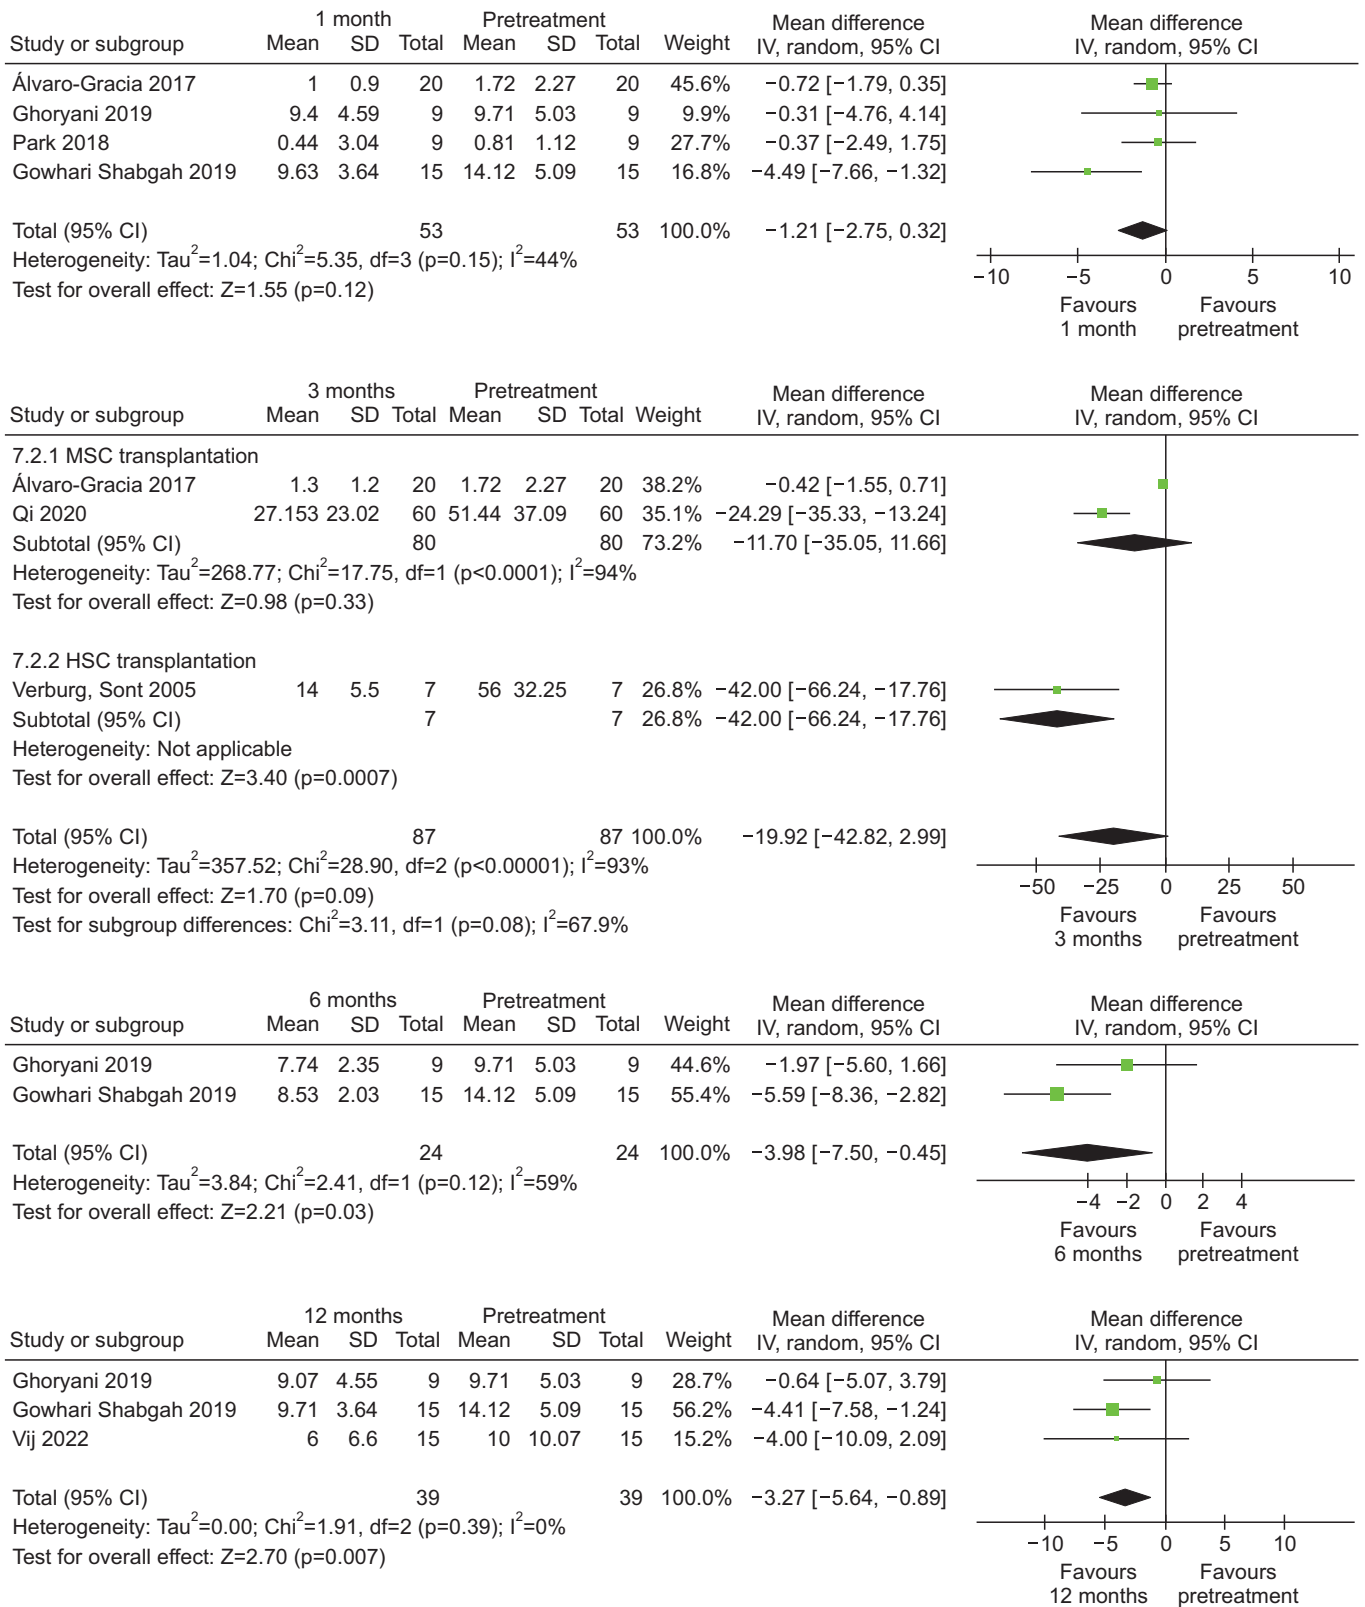 1 month Pretreatment Mean difference Mean difference
Study or subgroup Mean SD Total Mean SD Total Weight IV, random, 95% CI IV, random, 95% CI
Álvaro-Gracia 2017 1 0.9 20 1.72 2.27 20 45.6% −0.72 [−1.79, 0.35]
Ghoryani 2019 9.4 4.59 9 9.71 5.03 9 9.9% −0.31 [−4.76, 4.14]
Park 2018 0.44 3.04 9 0.81 1.12 9 27.7% −0.37 [−2.49, 1.75]
Gowhari Shabgah 2019 9.63 3.64 15 14.12 5.09 15 16.8% −4.49 [−7.66, −1.32]
Total (95% CI) 53 53 100.0% −1.21 [−2.75, 0.32]
Heterogeneity: Tau²=1.04; Chi²=5.35, df=3 (p=0.15); I²=44%
Test for overall effect: Z=1.55 (p=0.12)
−10 −5 0 5 10
Favours Favours
1 month pretreatment
3 months Pretreatment Mean difference Mean difference
Study or subgroup Mean SD Total Mean SD Total Weight IV, random, 95% CI IV, random, 95% CI
7.2.1 MSC transplantation
Álvaro-Gracia 2017 1.3 1.2 20 1.72 2.27 20 38.2% −0.42 [−1.55, 0.71]
Qi 2020 27.153 23.02 60 51.44 37.09 60 35.1% −24.29 [−35.33, −13.24]
Subtotal (95% CI) 80 80 73.2% −11.70 [−35.05, 11.66]
Heterogeneity: Tau²=268.77; Chi²=17.75, df=1 (p<0.0001); I²=94%
Test for overall effect: Z=0.98 (p=0.33)
7.2.2 HSC transplantation
Verburg, Sont 2005 14 5.5 7 56 32.25 7 26.8% −42.00 [−66.24, −17.76]
Subtotal (95% CI) 7 7 26.8% −42.00 [−66.24, −17.76]
Heterogeneity: Not applicable
Test for overall effect: Z=3.40 (p=0.0007)
Total (95% CI) 87 87 100.0% −19.92 [−42.82, 2.99]
Heterogeneity: Tau²=357.52; Chi²=28.90, df=2 (p<0.00001); I²=93%
Test for overall effect: Z=1.70 (p=0.09)
Test for subgroup differences: Chi²=3.11, df=1 (p=0.08); I²=67.9%
−50 −25 0 25 50
Favours Favours
3 months pretreatment
6 months Pretreatment Mean difference Mean difference
Study or subgroup Mean SD Total Mean SD Total Weight IV, random, 95% CI IV, random, 95% CI
Ghoryani 2019 7.74 2.35 9 9.71 5.03 9 44.6% −1.97 [−5.60, 1.66]
Gowhari Shabgah 2019 8.53 2.03 15 14.12 5.09 15 55.4% −5.59 [−8.36, −2.82]
Total (95% CI) 24 24 100.0% −3.98 [−7.50, −0.45]
Heterogeneity: Tau²=3.84; Chi²=2.41, df=1 (p=0.12); I²=59%
Test for overall effect: Z=2.21 (p=0.03)
−4 −2 0 2 4
Favours Favours
6 months pretreatment
12 months Pretreatment Mean difference Mean difference
Study or subgroup Mean SD Total Mean SD Total Weight IV, random, 95% CI IV, random, 95% CI
Ghoryani 2019 9.07 4.55 9 9.71 5.03 9 28.7% −0.64 [−5.07, 3.79]
Gowhari Shabgah 2019 9.71 3.64 15 14.12 5.09 15 56.2% −4.41 [−7.58, −1.24]
Vij 2022 6 6.6 15 10 10.07 15 15.2% −4.00 [−10.09, 2.09]
Total (95% CI) 39 39 100.0% −3.27 [−5.64, −0.89]
Heterogeneity: Tau²=0.00; Chi²=1.91, df=2 (p=0.39); I²=0%
Test for overall effect: Z=2.70 (p=0.007)
−10 −5 0 5 10
Favours Favours
12 months pretreatment